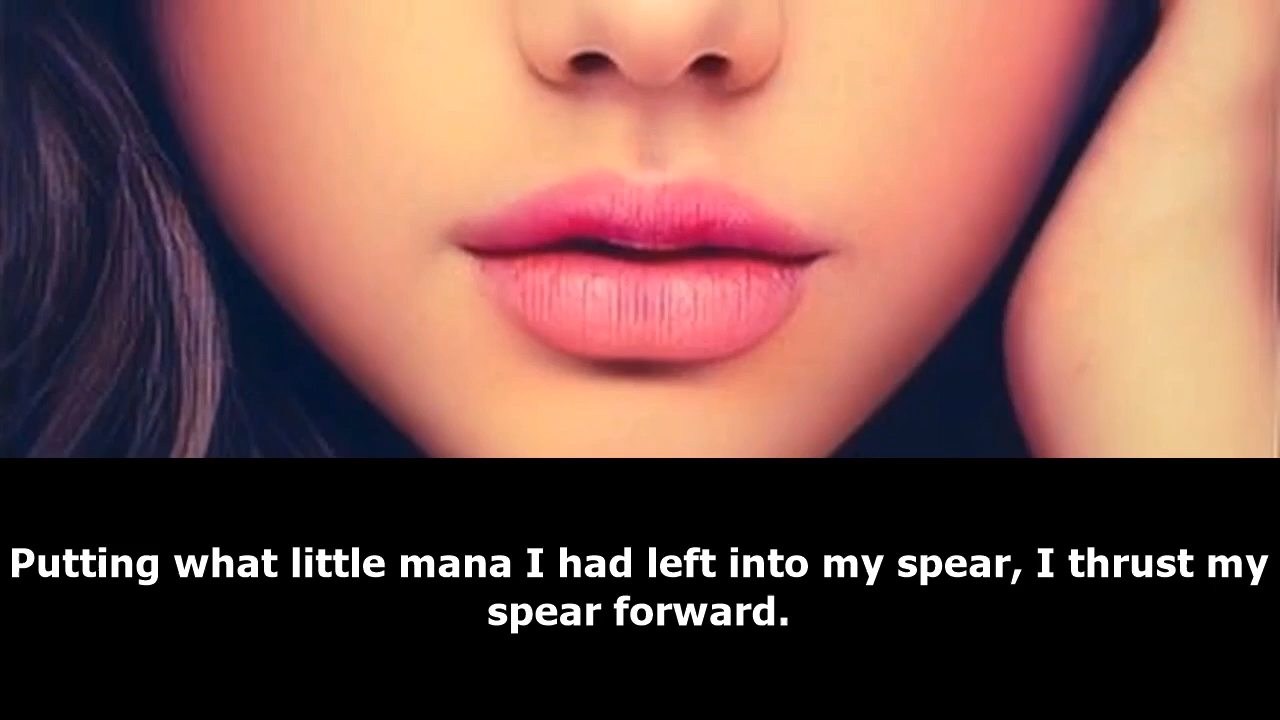 Putting what little mana I had left into my spear, I thrust my
spear forward.